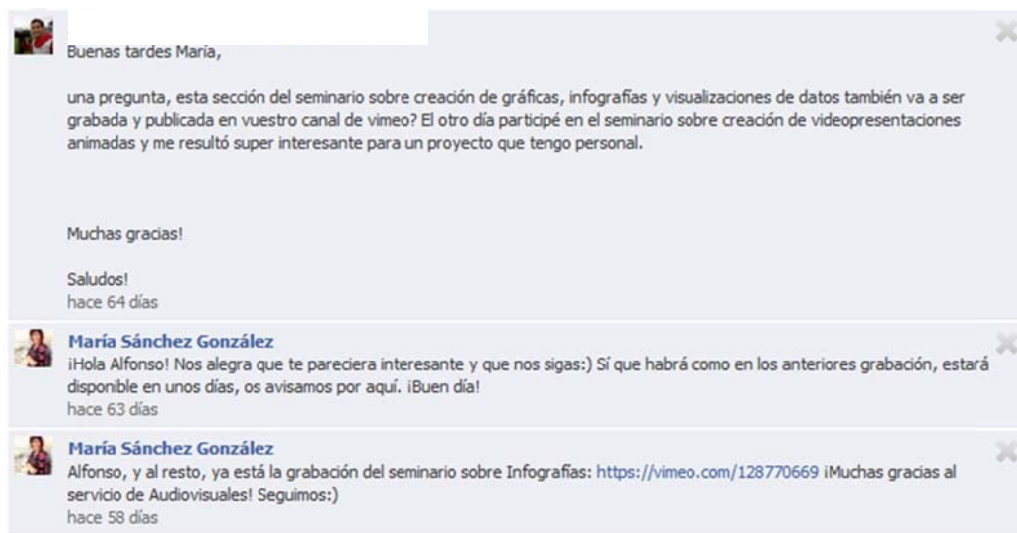 Buenas tardes María,
una pregunta, esta sección del seminario sobre creación de gráficas, infografías y visualizaciones de datos también va a ser
grabada y publicada en vuestro canal de vimeo? El otro día participé en el seminario sobre creación de videopresentaciones
animadas y me resultó super interesante para un proyecto que tengo personal.
Muchas gracias!
Saludos!
hace 64 días
María Sánchez González
¡Hola Alfonso! Nos alegra que te pareciera interesante y que nos sigas:) Sí que habrá como en los anteriores grabación, estará
disponible en unos días, os avisamos por aquí. ¡Buen día!
hace 63 días
María Sánchez González
Alfonso, y al resto, ya está la grabación del seminario sobre Infografías: https://vimeo.com/128770669 ¡Muchas gracias al
servicio de Audiovisuales! Seguimos:)
hace 58 días